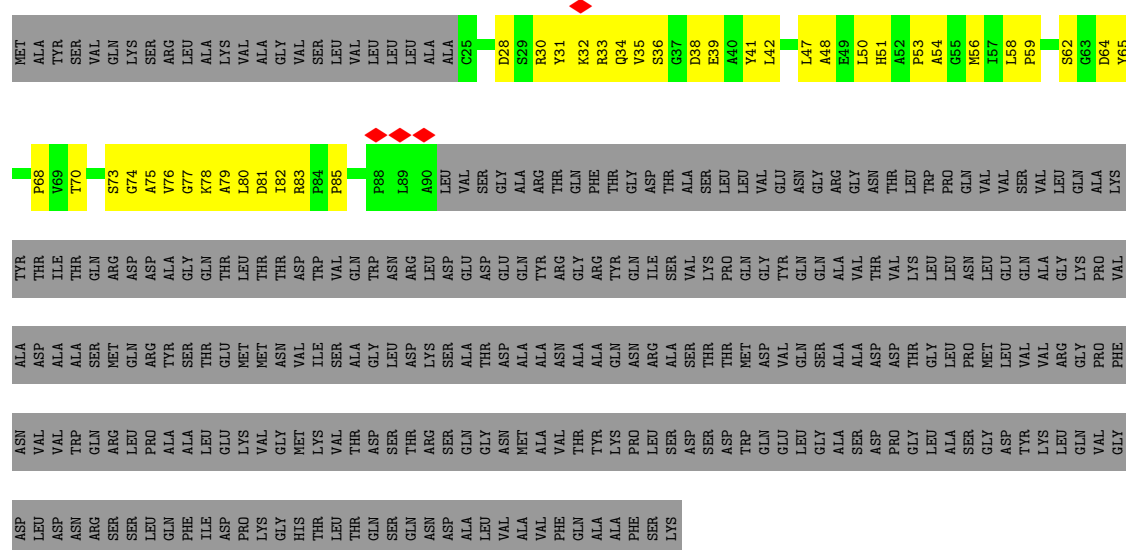 MET ALA TYR SER VAL GLN LYS SER ARG LEU ALA LYS VAL ALA GLY VAL SER LEU VAL LEU LEU LEU ALA ALA C25 D28 S29 R30 Y31 K32 R33 Q34 V35 S36 G37 D38 E39 A40 Y41 L42 L47 A48 E49 L50 H51 A52 P53 A54 G55 M56 I57 L58 P59 S62 G63 D64 Y65
P68 V69 T70 S73 G74 A75 V76 G77 K78 A79 L80 D81 I82 R83 P84 P85 P88 L89 A90 LEU VAL SER GLY ALA ARG THR GLN PHE THR GLY ASP THR ALA SER LEU LEU VAL GLU ASN GLY ARG GLY ASN THR LEU TRP PRO GLN VAL VAL SER VAL LEU GLN ALA LYS
TYR THR ILE THR GLN ARG ASP ASP ALA GLY GLN THR LEU THR THR ASP TRP VAL GLN TRP ASN ARG LEU ASP GLU ASP GLU GLN TYR ARG GLY ARG TYR GLN ILE SER VAL LYS PRO GLN GLY TYR GLN GLN ALA VAL THR VAL LYS LEU LEU ASN LEU GLU GLN ALA GLY LYS PRO VAL
ALA ASP ALA ALA SER MET GLN ARG TYR SER THR GLU MET MET ASN VAL ILE SER ALA GLY LEU ASP LYS SER ALA THR ASP ALA ALA ASN ALA ALA GLN ASN ARG ALA SER THR THR MET ASP VAL GLN SER ALA ALA ASP ASP THR GLY LEU PRO MET LEU VAL VAL ARG GLY PRO PHE
ASN VAL VAL TRP GLN ARG LEU PRO ALA ALA LEU GLU LYS VAL GLY MET LYS VAL THR ASP SER THR ARG SER GLN GLY ASN MET ALA VAL THR TYR LYS PRO LEU SER ASP SER ASP TRP GLN GLU LEU GLY ALA SER ASP PRO GLY LEU ALA SER GLY ASP TYR LYS LEU GLN VAL GLY
ASP LEU ASP ASN ARG SER SER LEU GLN PHE ILE ASP PRO LYS GLY HIS THR LEU THR GLN SER GLN ASN ASP ALA LEU VAL ALA VAL PHE GLN ALA ALA PHE SER LYS